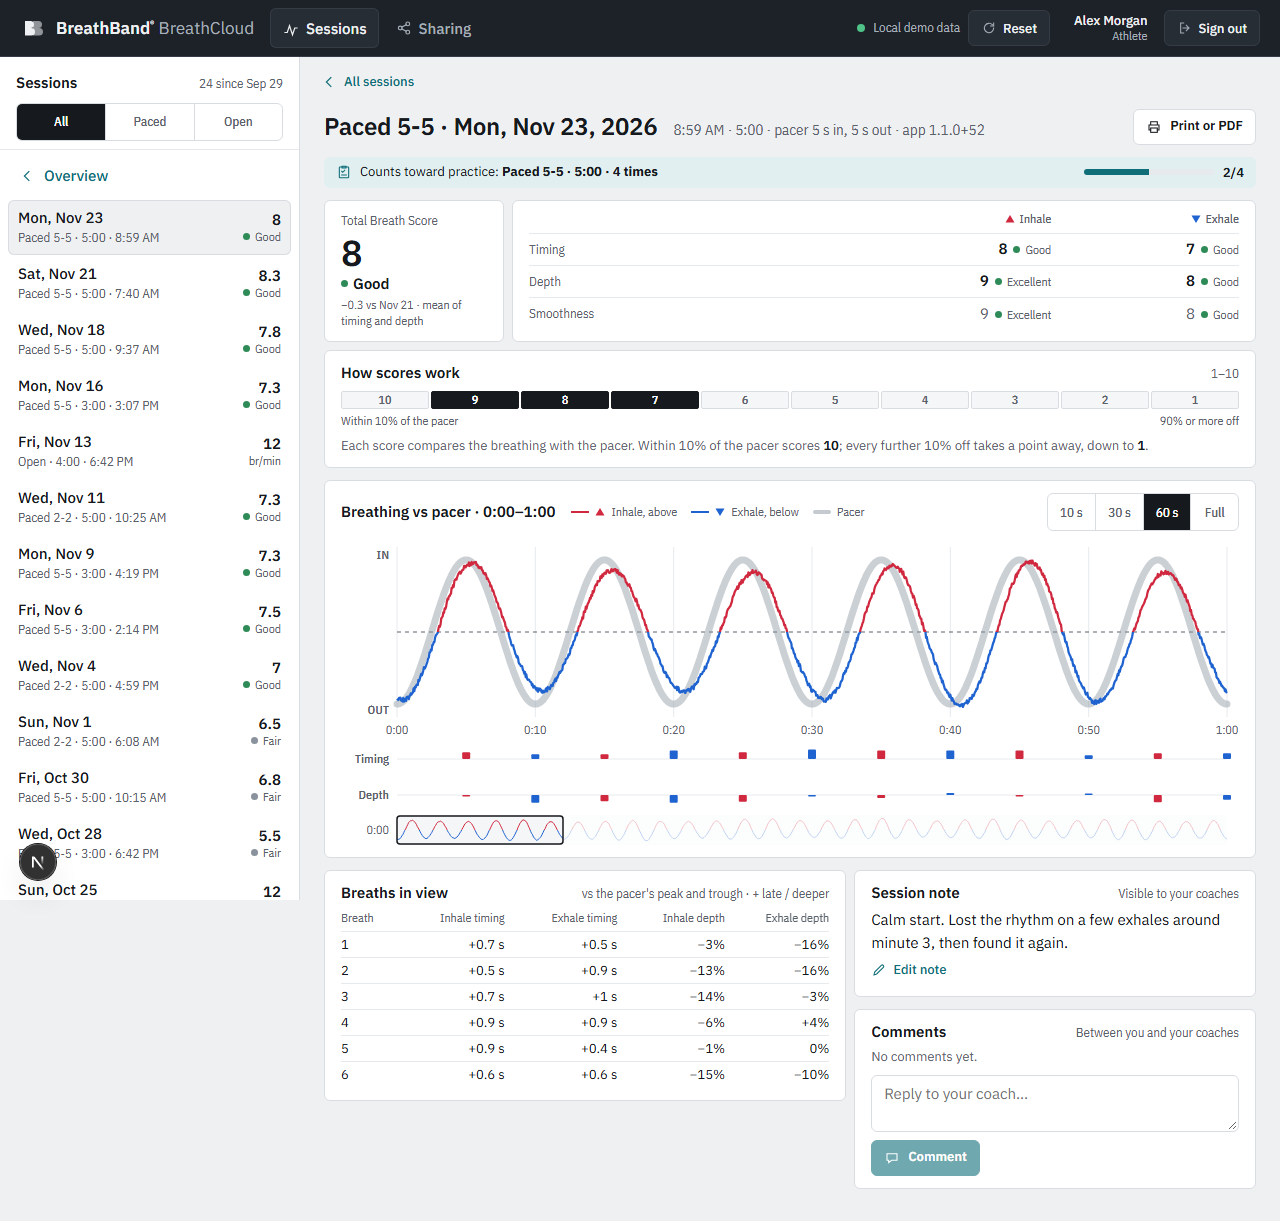 BreathBand® BreathCloud
Sessions
Sharing
Local demo data
Reset
Alex Morgan
Athlete
Sign out
Sessions
24 since Sep 29
All
Paced
Open
Overview
Mon, Nov 23
8
Paced 5-5 · 5:00 · 8:59 AM
Good
Sat, Nov 21
8.3
Paced 5-5 · 5:00 · 7:40 AM
Good
Wed, Nov 18
7.8
Paced 5-5 · 5:00 · 9:37 AM
Good
Mon, Nov 16
7.3
Paced 5-5 · 3:00 · 3:07 PM
Good
Fri, Nov 13
12
Open · 4:00 · 6:42 PM
br/min
Wed, Nov 11
7.3
Paced 2-2 · 5:00 · 10:25 AM
Good
Mon, Nov 9
7.3
Paced 5-5 · 3:00 · 4:19 PM
Good
Fri, Nov 6
7.5
Paced 5-5 · 3:00 · 2:14 PM
Good
Wed, Nov 4
7
Paced 2-2 · 5:00 · 4:59 PM
Good
Sun, Nov 1
6.5
Paced 2-2 · 5:00 · 6:08 AM
Fair
Fri, Oct 30
6.8
Paced 5-5 · 5:00 · 10:15 AM
Fair
Wed, Oct 28
5.5
5-5 · 3:00 · 6:42 PM
Fair
N
Sun, Oct 25
12
All sessions
Paced 5-5 · Mon, Nov 23, 2026
8:59 AM · 5:00 · pacer 5 s in, 5 s out · app 1.1.0+52
Print or PDF
Counts toward practice: Paced 5-5 · 5:00 · 4 times
2/4
Total Breath Score
8
Good
−0.3 vs Nov 21 · mean of
timing and depth
Inhale
Exhale
Timing
8 Good
7 Good
Depth
9 Excellent
8 Good
Smoothness
9 Excellent
8 Good
How scores work
1–10
10 9 8 7 6 5 4 3 2 1
Within 10% of the pacer
90% or more off
Each score compares the breathing with the pacer. Within 10% of the pacer scores 10; every further 10% off takes a point away, down to 1.
Breathing vs pacer · 0:00–1:00
Inhale, above
Exhale, below
Pacer
10 s
30 s
60 s
Full
IN
OUT
0:00 0:10 0:20 0:30 0:40 0:50 1:00
Timing
Depth
0:00
Breaths in view
vs the pacer's peak and trough · + late / deeper
Breath Inhale timing Exhale timing Inhale depth Exhale depth
1 +0.7 s +0.5 s −3% −16%
2 +0.5 s +0.9 s −13% −16%
3 +0.7 s +1 s −14% −3%
4 +0.9 s +0.9 s −6% +4%
5 +0.9 s +0.4 s −1% 0%
6 +0.6 s +0.6 s −15% −10%
Session note
Visible to your coaches
Calm start. Lost the rhythm on a few exhales around
minute 3, then found it again.
Edit note
Comments
Between you and your coaches
No comments yet.
Reply to your coach...
Comment